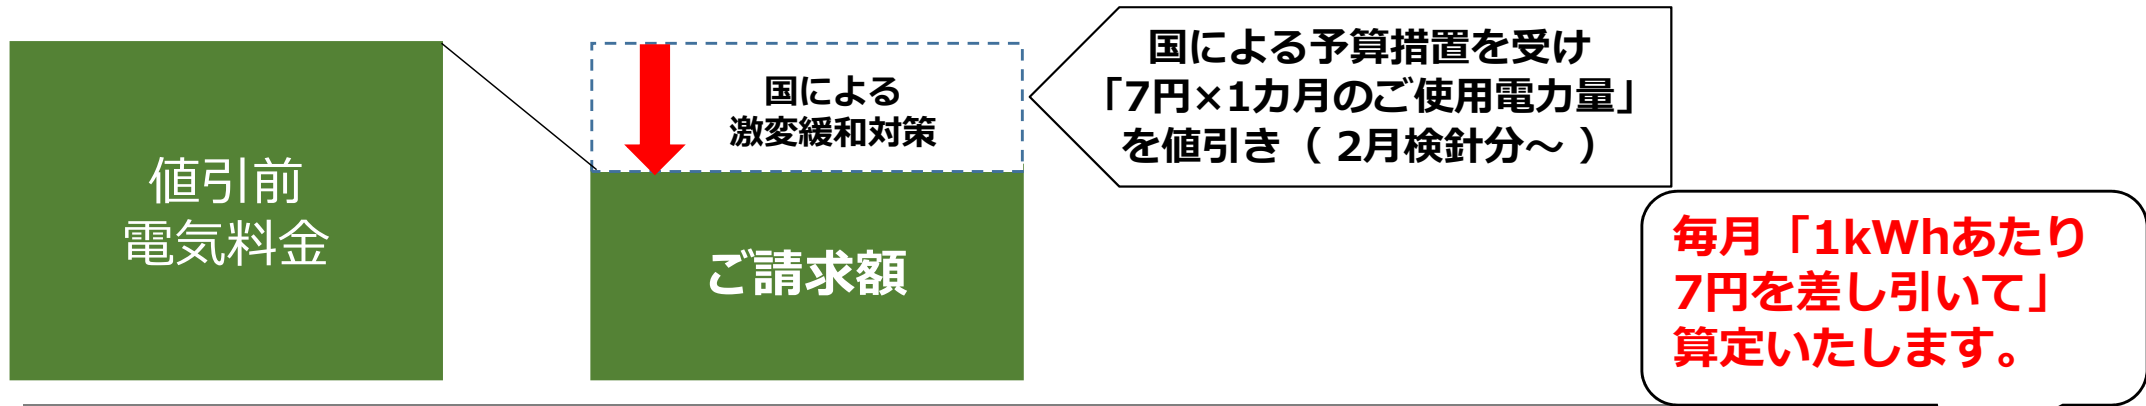 値引前
電気料金
国による
激変緩和対策
ご請求額
国による予算措置を受け
「7円×1カ月のご使用電力量」
を値引き（ 2月検針分～ ）
毎月「1kWhあたり
7円を差し引いて」
算定いたします。